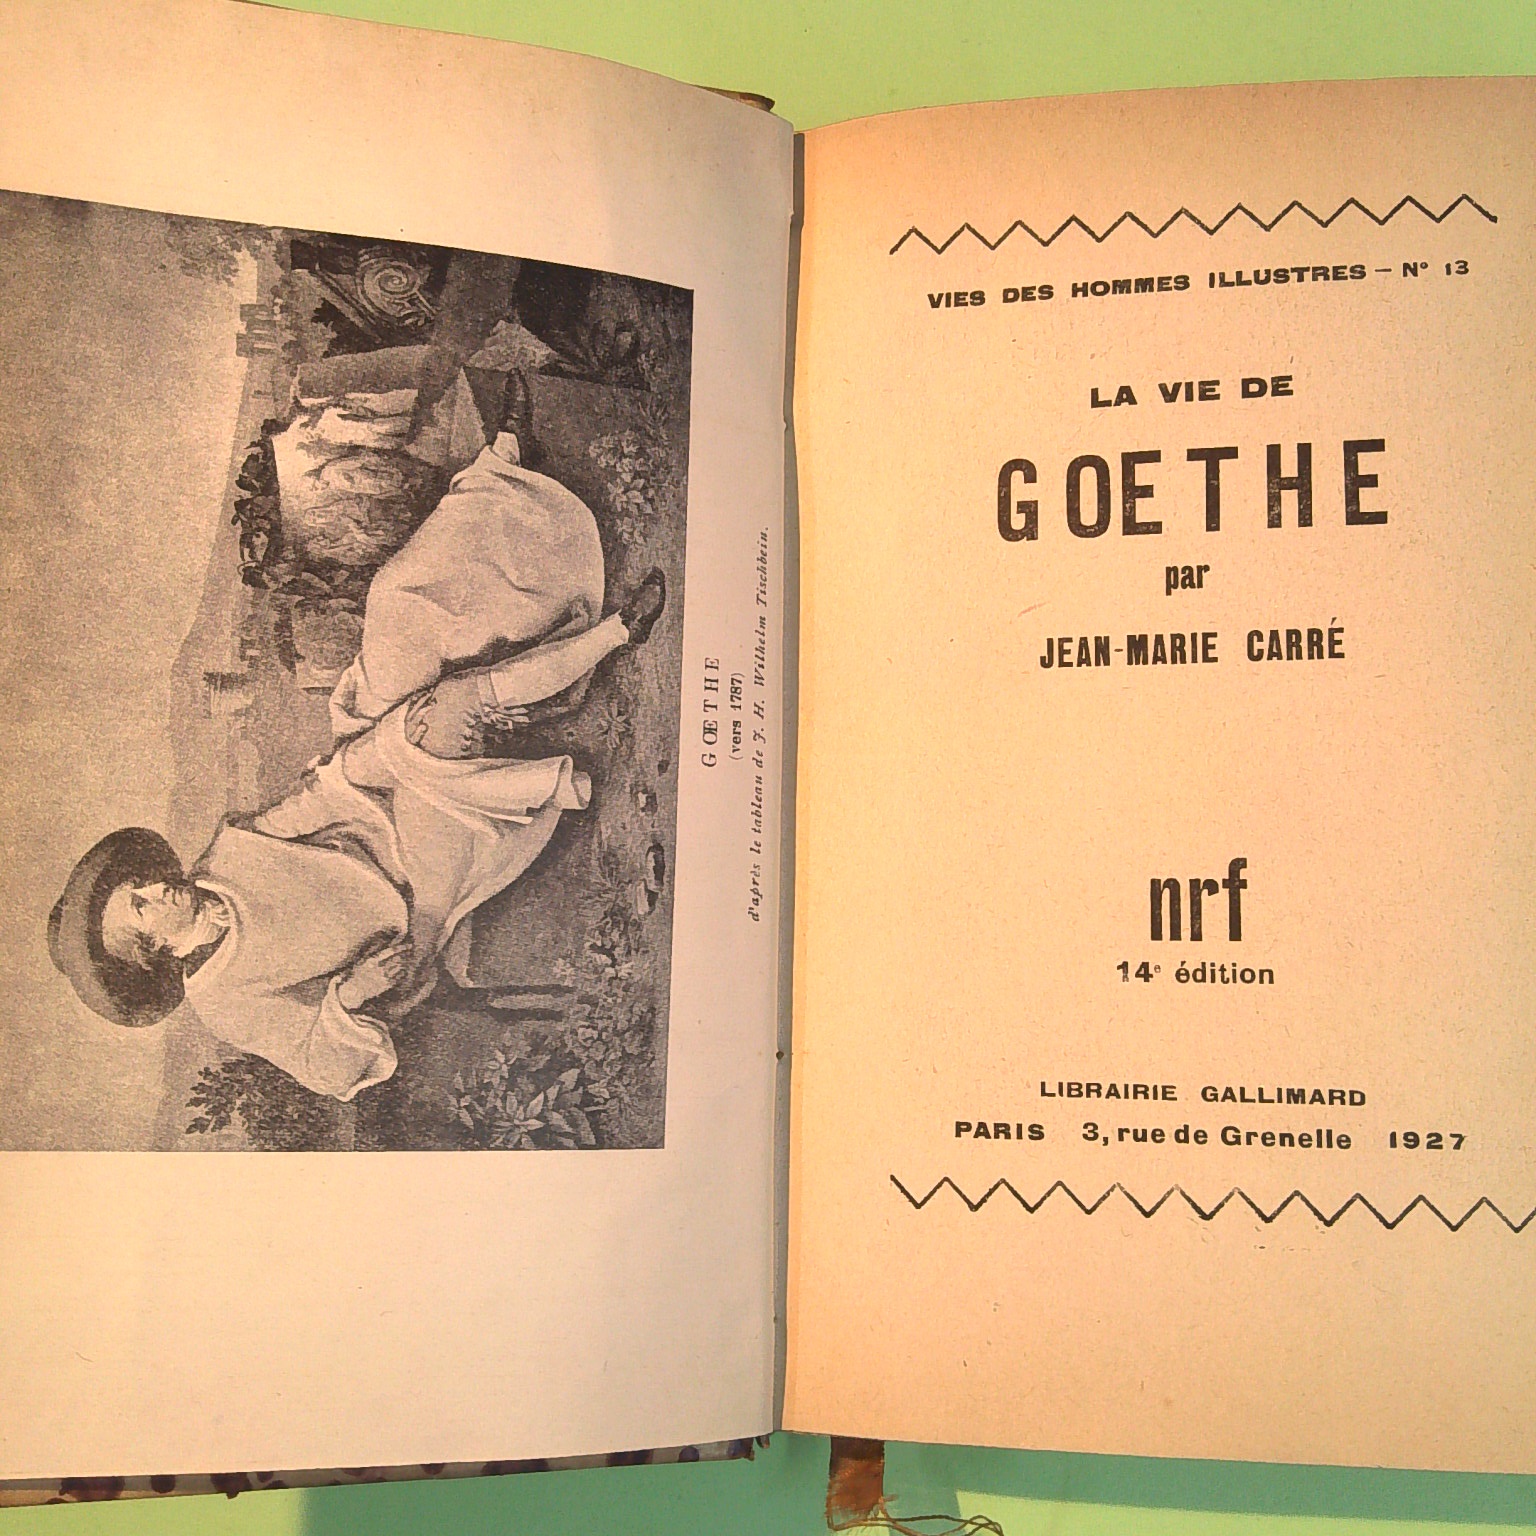 GŒTHE
(vers 1787)
d'après le tableau de J. H. Wilhelm Tischbein.
VIES DES HOMMES ILLUSTRES — N° 13
LA VIE DE
GŒTHE
par
JEAN-MARIE CARRÉ
nrf
14e édition
LIBRAIRIE GALLIMARD
PARIS 3, rue de Grenelle 1927